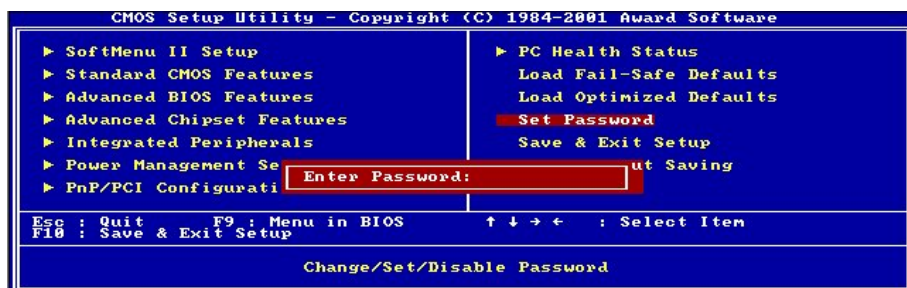 CMOS Setup Utility - Copyright (C) 1984-2001 Award Software
▶ SoftMenu II Setup
▶ Standard CMOS Features
▶ Advanced BIOS Features
▶ Advanced Chipset Features
▶ Integrated Peripherals
▶ Power Management Se
▶ PnP/PCI Configurati
▶ PC Health Status
Load Fail-Safe Defaults
Load Optimized Defaults
Set Password
Save & Exit Setup
ut Saving
Enter Password:
Esc : Quit F9 : Menu in BIOS ↑ ↓ → ← : Select Item
F10 : Save & Exit Setup
Change/Set/Disable Password